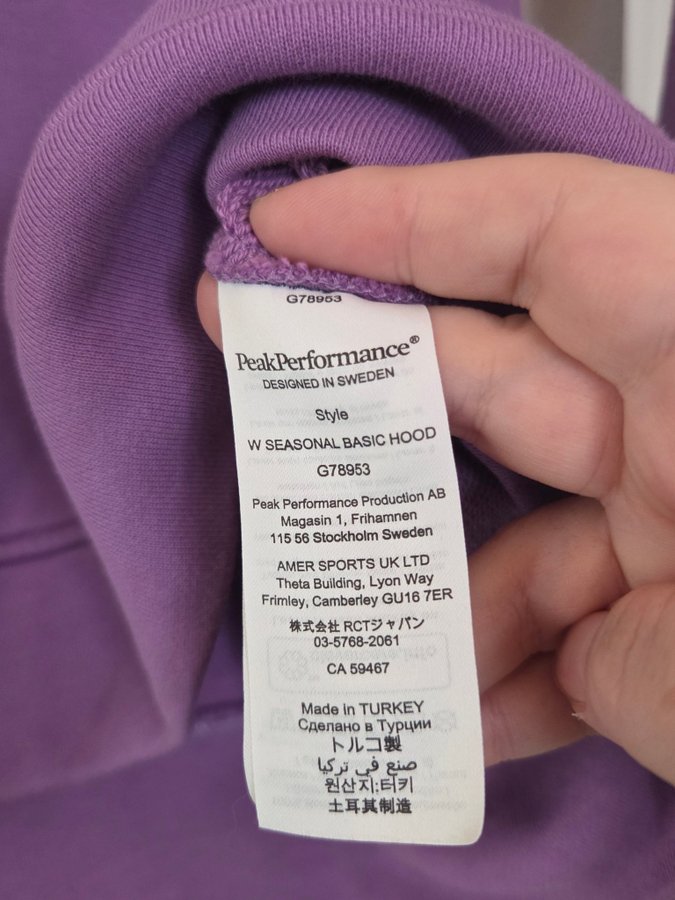 G78953
PeakPerformance®
DESIGNED IN SWEDEN
Style
W SEASONAL BASIC HOOD
G78953
Peak Performance Production AB
Magasin 1, Frihamnen
115 56 Stockholm Sweden
AMER SPORTS UK LTD
Theta Building, Lyon Way
Frimley, Camberley GU16 7ER
株式会社 RCTジャパン
03-5768-2061
CA 59467
Made in TURKEY
Сделано в Турции
トルコ製
صنع في تركيا
원산지:터키
土耳其制造